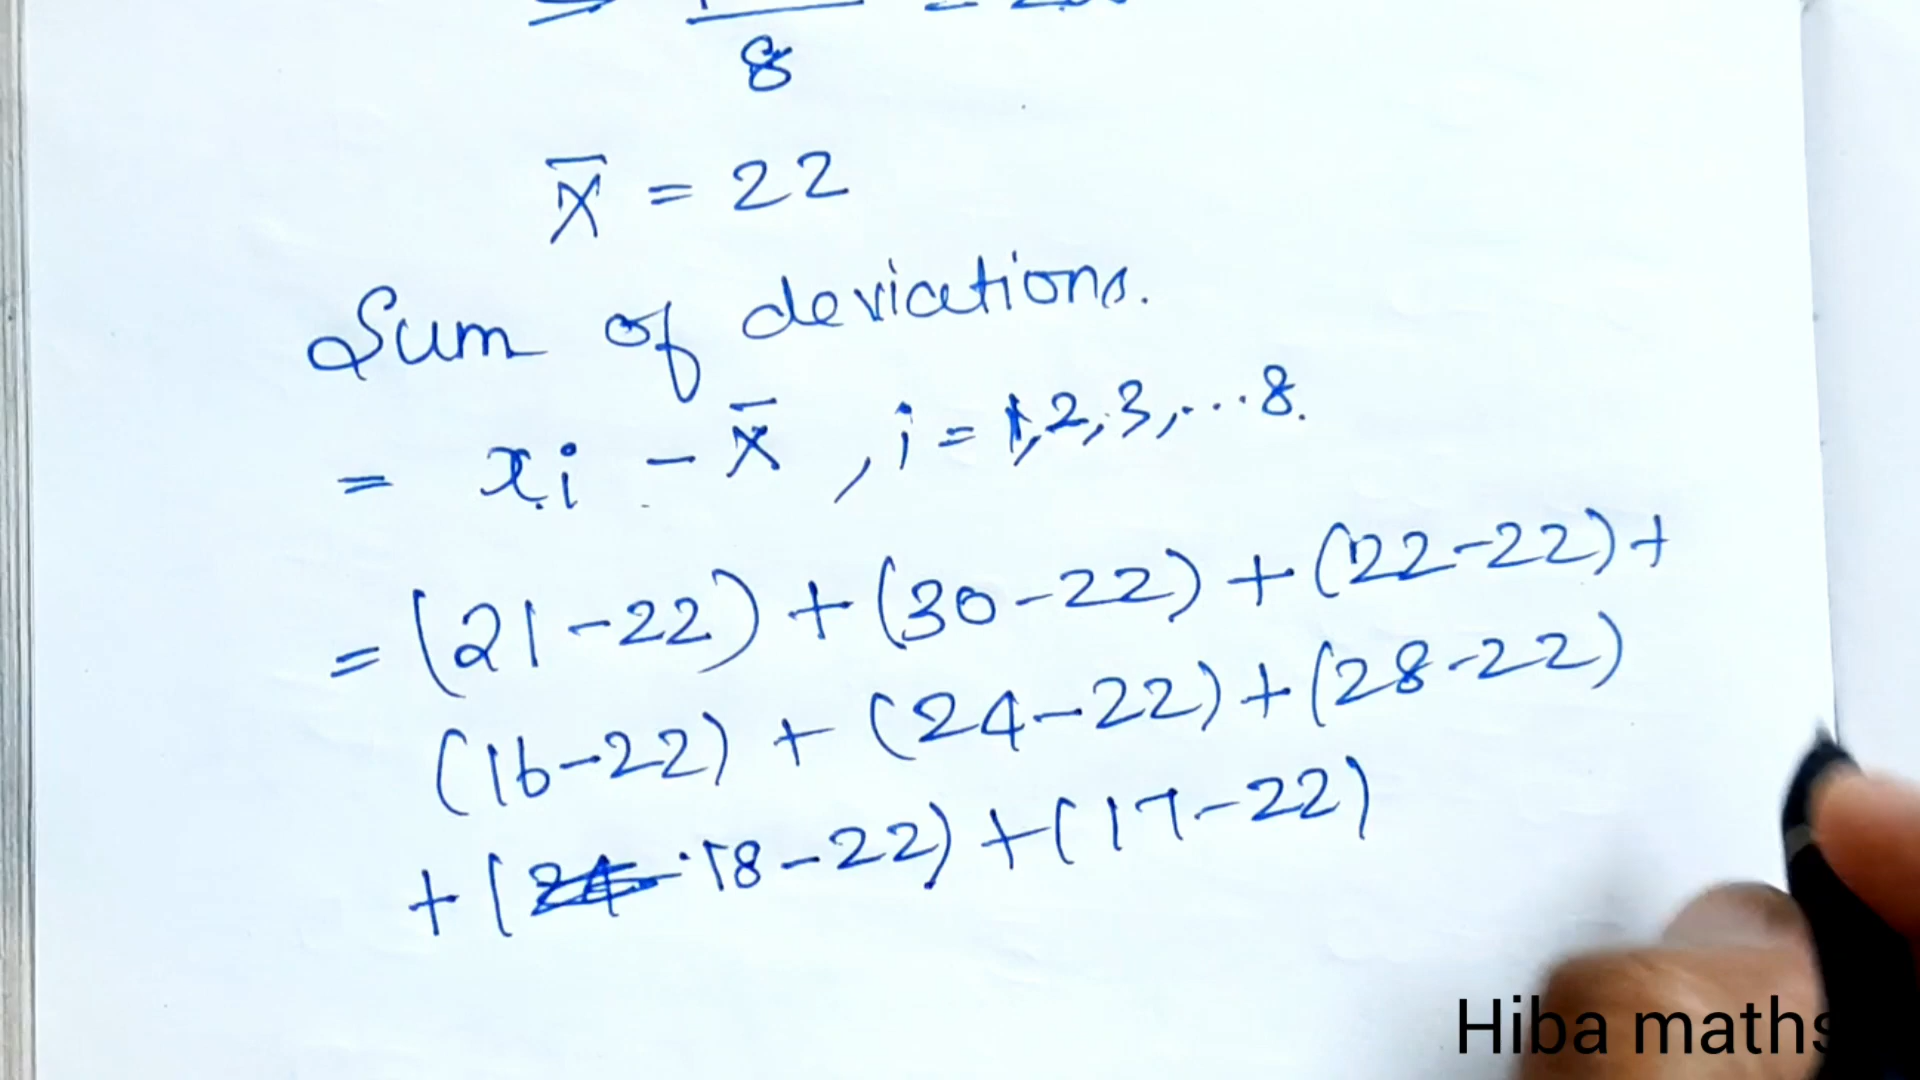 8
x̄ = 22
Sum of deviations.
= xi - x̄ , i = 1,2,3,...8.
= (21-22) + (30-22) + (22-22) +
(16-22) + (24-22) + (28-22)
+ ( 18-22) + (17-22)
Hiba maths